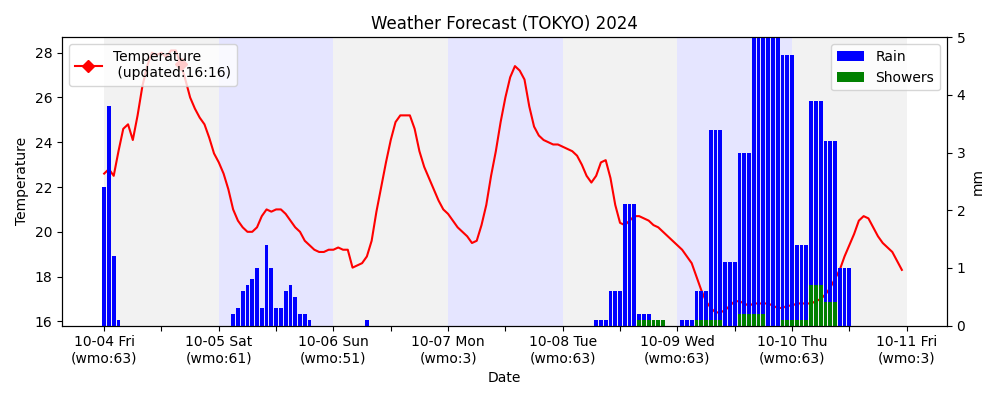 Weather Forecast (TOKYO) 2024
Temperature
(updated:16:16)
Rain
Showers
28
26
24
22
20
18
16
Temperature
5
4
3
2
1
0
mm
10-04 Fri
(wmo:63)
10-05 Sat
(wmo:61)
10-06 Sun
(wmo:51)
10-07 Mon
(wmo:3)
10-08 Tue
(wmo:63)
10-09 Wed
(wmo:63)
10-10 Thu
(wmo:63)
10-11 Fri
(wmo:3)
Date